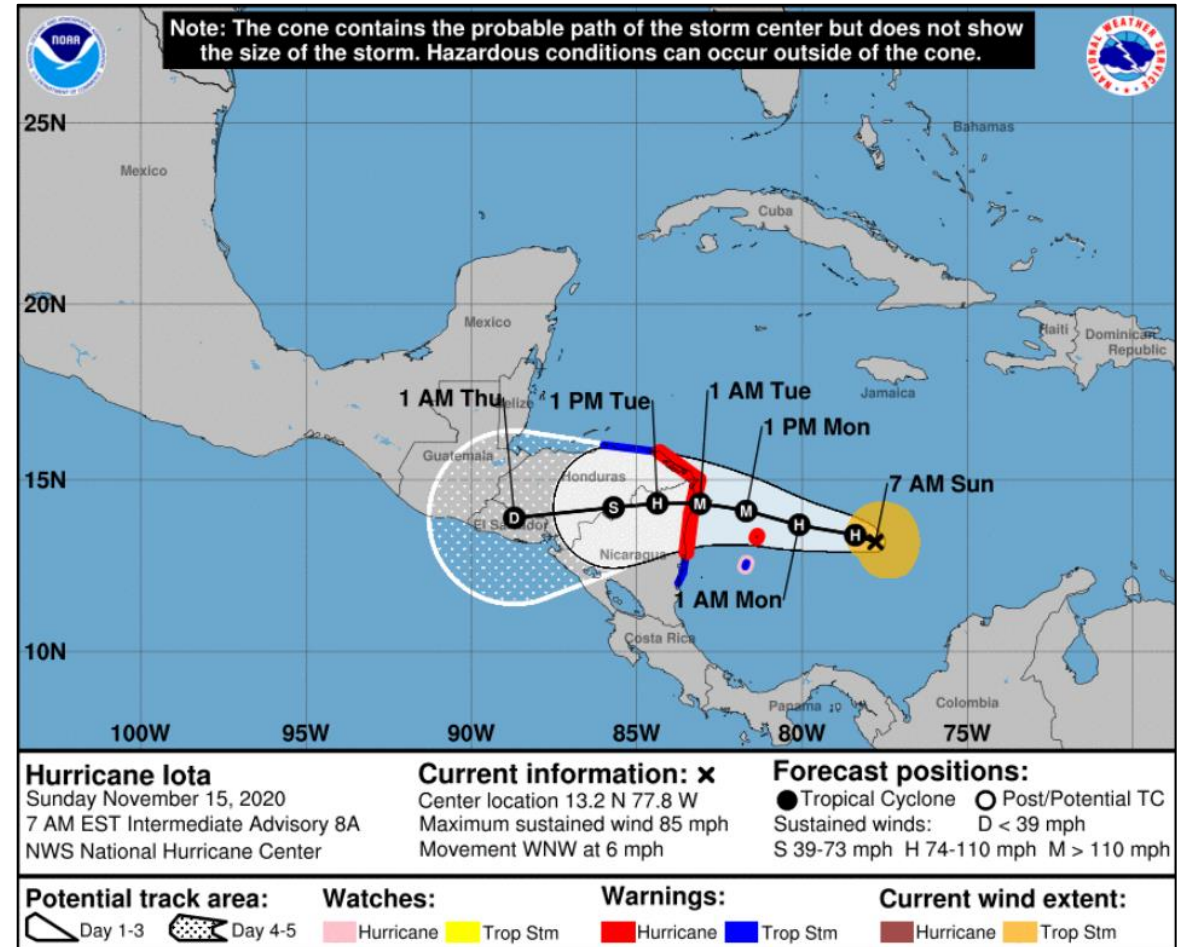 Note: The cone contains the probable path of the storm center but does not show
the size of the storm. Hazardous conditions can occur outside of the cone.
NOAA
NATIONAL WEATHER SERVICE
25N
Bahamas
Mexico
Cuba
20N
Mexico
Haiti
Dominican
Republic
Jamaica
1 AM Thu
Belize
1 PM Tue
1 AM Tue
1 PM Mon
Guatemala
15N
Honduras
7 AM Sun
D
S
H
M
M
H
H
El Salvador
Nicaragua
1 AM Mon
Costa Rica
10N
Panama
Colombia
100W
95W
90W
85W
80W
75W
Hurricane Iota
Sunday November 15, 2020
7 AM EST Intermediate Advisory 8A
NWS National Hurricane Center
Current information: ×
Center location 13.2 N 77.8 W
Maximum sustained wind 85 mph
Movement WNW at 6 mph
Forecast positions:
Tropical Cyclone Post/Potential TC
Sustained winds: D < 39 mph
S 39-73 mph H 74-110 mph M > 110 mph
Potential track area:
Day 1-3 Day 4-5
Watches:
Hurricane Trop Stm
Warnings:
Hurricane Trop Stm
Current wind extent:
Hurricane Trop Stm